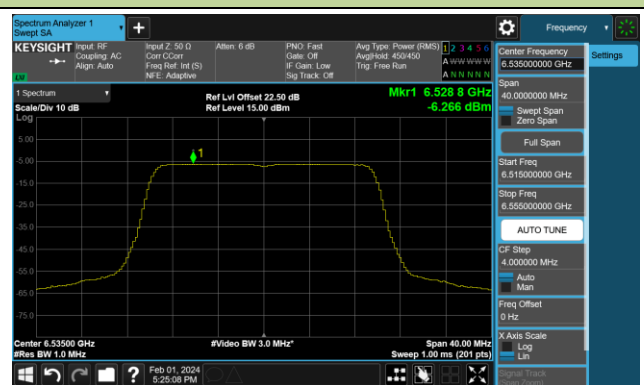 Spectrum Analyzer 1
Swept SA
+
Frequency
KEYSIGHT
Input: RF
Coupling: AC
Align: Auto
Input Z: 50 Ω
Corr CCorr
Freq Ref: Int (S)
NFE: Adaptive
Atten: 6 dB
PNO: Fast
Gate: Off
IF Gain: Low
Sig Track: Off
Avg Type: Power (RMS)
Avg|Hold: 450/450
Trig: Free Run
1 2 3 4 5 6
A W W W W W
A N N N N N
LXI
1 Spectrum
Scale/Div 10 dB
Log
Ref Lvl Offset 22.50 dB
Ref Level 15.00 dBm
Mkr1 6.528 8 GHz
-6.266 dBm
1
5.00
-5.00
-15.0
-25.0
-35.0
-45.0
-55.0
-65.0
-75.0
Center 6.53500 GHz
#Res BW 1.0 MHz
#Video BW 3.0 MHz*
Span 40.00 MHz
Sweep 1.00 ms (201 pts)
?
Feb 01, 2024
5:25:08 PM
Center Frequency
6.535000000 GHz
Span
40.0000000 MHz
Swept Span
Zero Span
Full Span
Start Freq
6.515000000 GHz
Stop Freq
6.555000000 GHz
AUTO TUNE
CF Step
4.000000 MHz
Auto
Man
Freq Offset
0 Hz
X Axis Scale
Log
Lin
Signal Track
(Span Zoom)
Settings